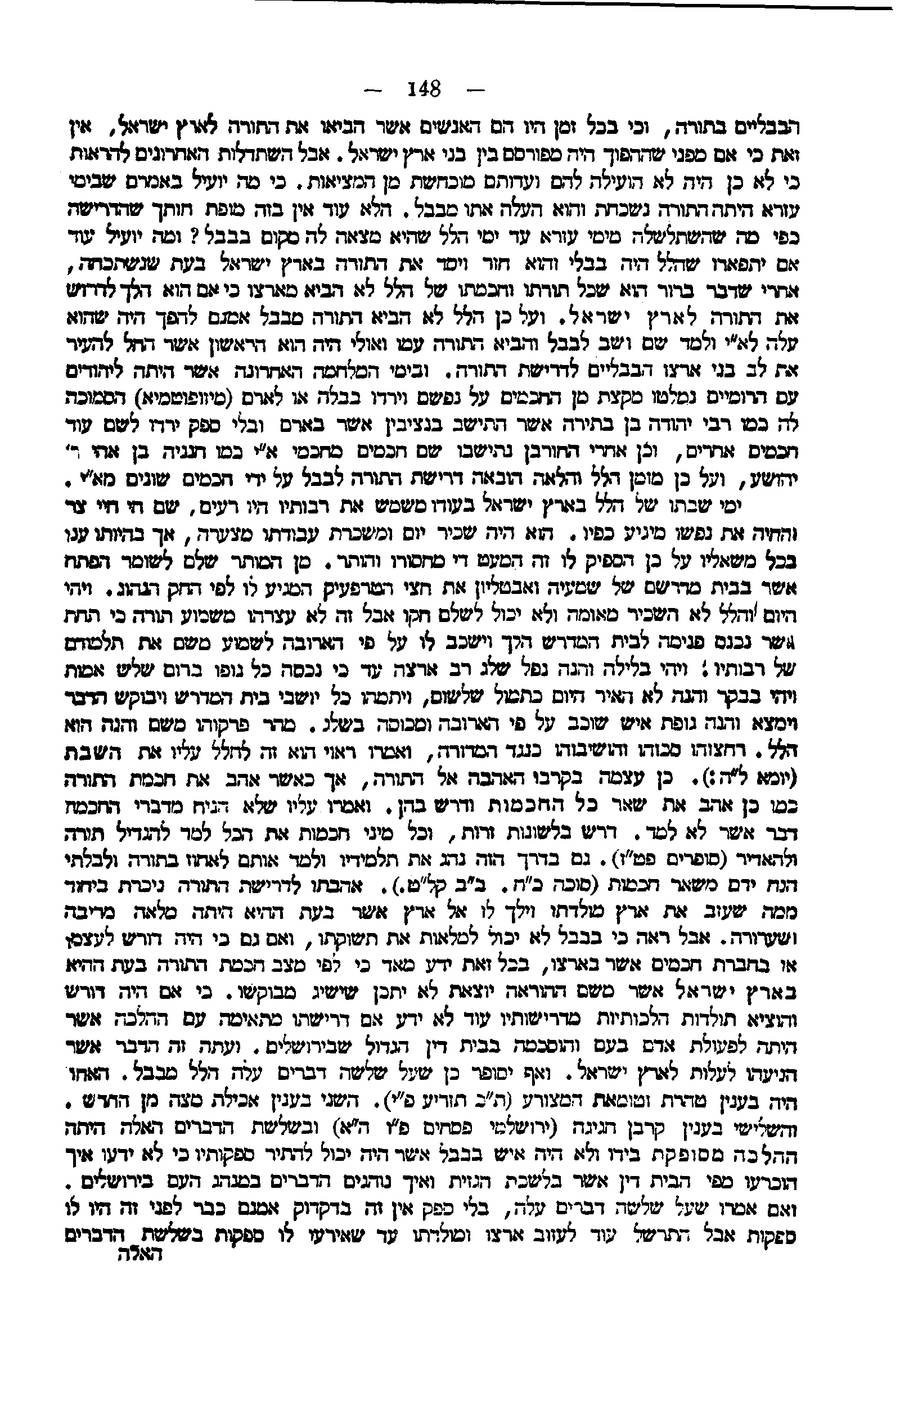 — 148 —
הבבליים בתורה, וכי בכל זמן היו הם האנשים אשר הביאו את התורה לארץ ישראל, אין
זאת כי אם מפני שההפוך היה מפורסם בין בני ארץ ישראל. אבל השתדלות האחרונים להראות
כי לא כן היה לא הועילה להם ועדותם מוכחשת מן המציאות. כי מה יועיל באמרם שבימי
עזרא היתה התורה נשכחת והוא העלה אתו מבבל. הלא עוד אין בזה מופת חותך שהדרישה
כפי מה שהשתלשלה מימי עזרא עד ימי הלל שהיא מצאה לה מקום בבבל? ומה יועיל עוד
אם יתפארו שהלל היה בבלי והוא חזר ויסד את התורה בארץ ישראל בעת שנשתכחה,
אחרי שדבר ברור הוא שכל תורתו וחכמתו של הלל לא הביא מארצו כי אם הוא הלך לדרוש
את התורה לארץ ישראל. ועל כן הלל לא הביא התורה מבבל אמנם להפך היה שהוא
עלה לא"י ולמד שם ושב לבבל והביא התורה עמו ואולי היה הוא הראשון אשר החל להעיר
את לב בני ארצו הבבליים לדרישת התורה. ובימי המלחמה האחרונה אשר היתה ליהודים
עם הרומיים נמלטו מקצת מן החכמים על נפשם וירדו בבלה או לארם (מיזופוטמיא) הסמוכה
לה כמו רבי יהודה בן בתירה אשר התישב בנציבין אשר בארם ובלי ספק ירדו לשם עוד
חכמים אחרים, וכן אחרי החורבן נתישבו שם חכמים מחכמי א"י כמו חנניה בן אחי ר'
יהושע, ועל כן מזמן הלל והלאה הובאה דרישת התורה לבבל על ידי חכמים שונים מא"י.
ימי שבתו של הלל בארץ ישראל בעודו משמש את רבותיו היו רעים, שם חי חיי צר
והחיה את נפשו מיגיע כפיו. הוא היה שכיר יום ומשכרת עבודתו מצערה, אך בהיותו ענו
בכל משאליו על כן הספיק לו זה המעט די מחסורו והותר. מן המותר שלם לשומר הפתח
אשר בבית מדרשם של שמעיה ואבטליון את חצי הטרפעיק המגיע לו לפי החק הנהוג. ויהי
היום והלל לא השכיר מאומה ולא יכול לשלם חקו אבל זה לא עצרהו משמוע תורה כי תחת
אשר נכנס פנימה לבית המדרש הלך וישכב לו על פי הארובה לשמוע משם את תלמודם
של רבותיו; ויהי בלילה והנה נפל שלג רב ארצה עד כי נכסה כל גופו ברום שלש אמות
ויהי בבקר והנה לא האיר היום כתמול שלשום, ויתמהו כל יושבי בית המדרש ויבוקש הדבר
וימצא והנה גופת איש שוכב על פי הארובה ומכוסה בשלג. מהר פרקוהו משם והנה הוא
הלל. רחצוהו סכוהו והושיבוהו כנגד המדורה, ואמרו ראוי הוא זה לחלל עליו את השבת
(יומא ל"ה:). כן עצמה בקרבו האהבה אל התורה, אך כאשר אהב את חכמת התורה
כמו כן אהב את שאר כל החכמות ודרש בהן. ואמרו עליו שלא הניח מדברי החכמה
דבר אשר לא למד. דרש בלשונות זרות, וכל מיני חכמות את הכל למד להגדיל תורה
ולהאדיר (סופרים פט"ז). גם בדרך הזה נהג את תלמידיו ולמד אותם לאחוז בתורה ולבלתי
הנח ידם משאר חכמות (סוכה כ"ח. ב"ב קל"ט.). אהבתו לדרישת התורה ניכרת ביחוד
ממה שעזב את ארץ מולדתו וילך לו אל ארץ אשר בעת ההיא היתה מלאה מריבה
ושערורה. אבל ראה כי בבבל לא יכול למלאות את תשוקתו, ואם גם כי היה דורש לעצמו
או בחברת חכמים אשר בארצו, בכל זאת ידע מאד כי לפי מצב חכמת התורה בעת ההיא
בארץ ישראל אשר משם ההוראה יוצאת לא יתכן שישיג מבוקשו. כי אם היה דורש
והוציא תולדות הלכותיות מדרישותיו עוד לא ידע אם דרישתו מתאימה עם ההלכה אשר
היתה לפעולת אדם בעם והוסכמה בבית דין הגדול שבירושלים. ועתה זה הדבר אשר
הניעהו לעלות לארץ ישראל. ואף יסופר כן שעל שלשה דברים עלה הלל מבבל. האחד
היה בענין טהרת וטומאת המצורע (ת"כ תזריע פ"י). השני בענין אכילת מצה מן החדש.
והשלישי בענין קרבן חגיגה (ירושלמי פסחים פ"ו ה"א) ובשלשת הדברים האלה היתה
ההלכה מסופקת בידו ולא היה איש בבבל אשר היה יכול להתיר ספקותיו כי לא ידעו איך
הוכרעו מפי הבית דין אשר בלשכת הגזית ואיך נוהגים הדברים במנהג העם בירושלים.
ואם אמרו שעל שלשה דברים עלה, בלי ספק אין זה בדקדוק אמנם כבר לפני זה היו לו
ספקות אבל התרשל עוד לעזוב ארצו ומולדתו עד שאירעו לו ספקות בשלשת הדברים
האלה